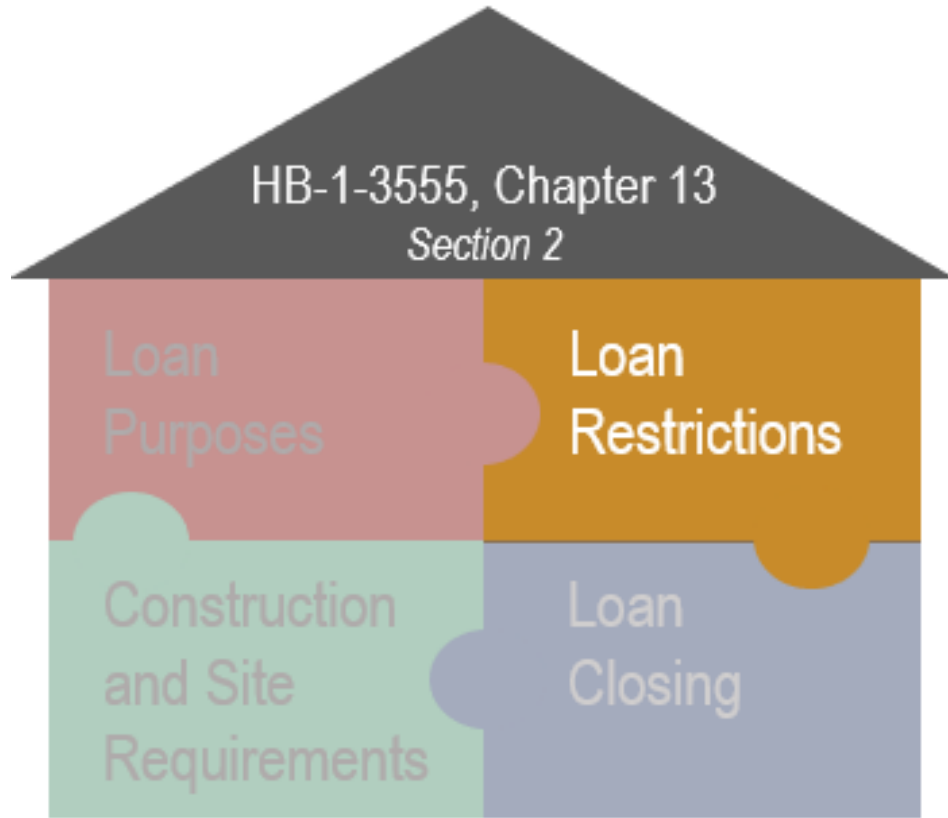 HB-1-3555, Chapter 13
Section 2
Loan
Purposes
Loan
Restrictions
Construction
and Site
Requirements
Loan
Closing